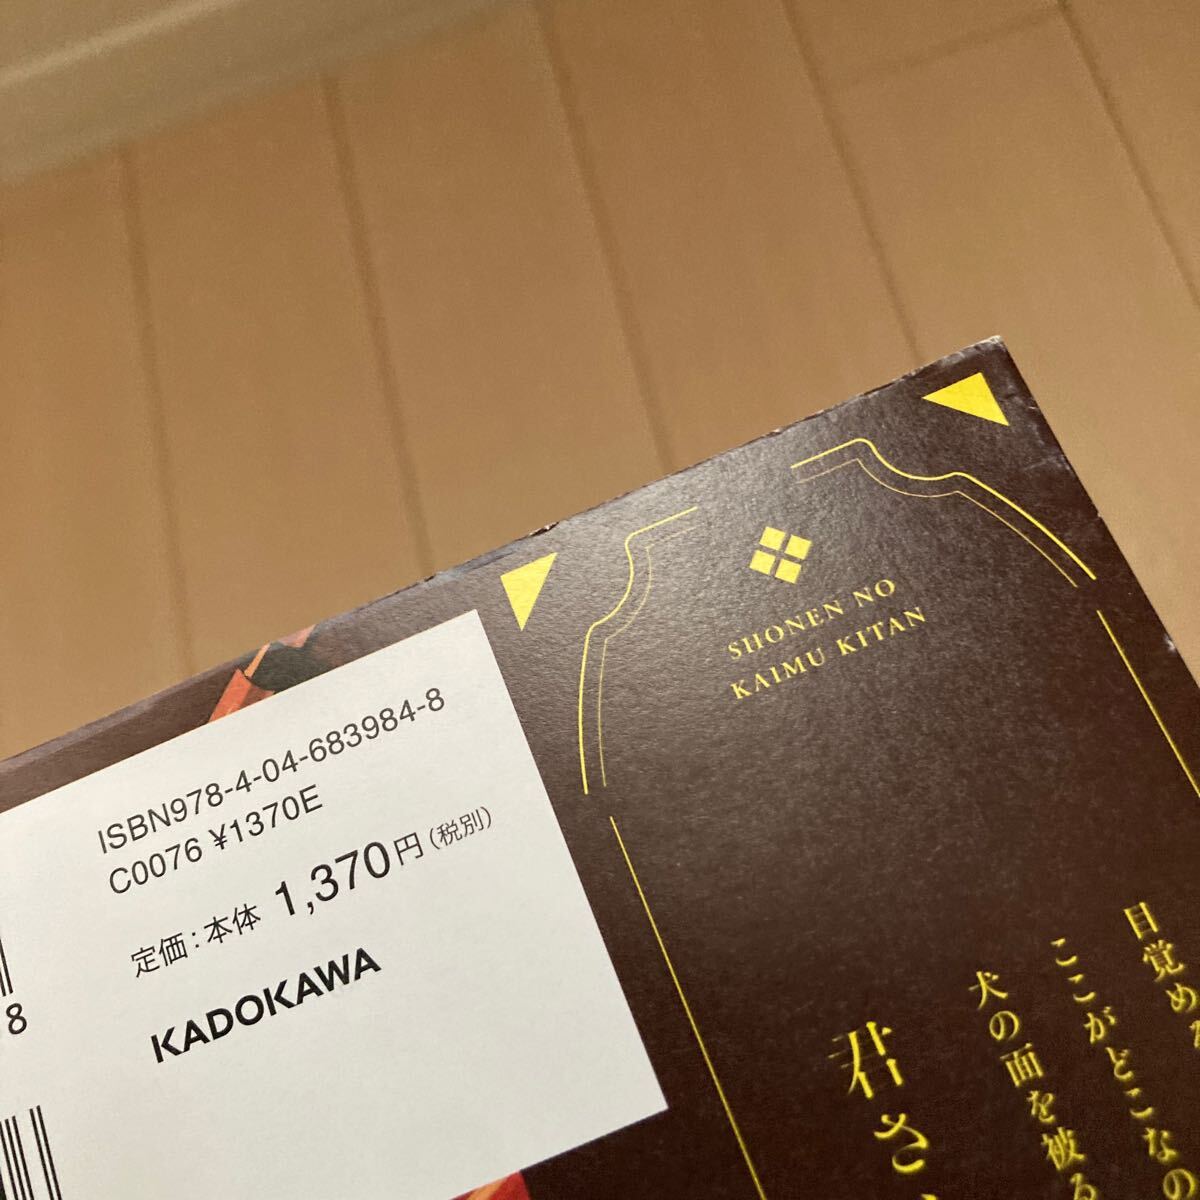 SHONEN NO
KAIMU KITAN
ISBN978-4-04-683984-8
C0076 ¥1370E
定価:本体 1,370円(税別)
KADOKAWA
8
目覚める
ここがどこなの
犬の面を被る
君さ